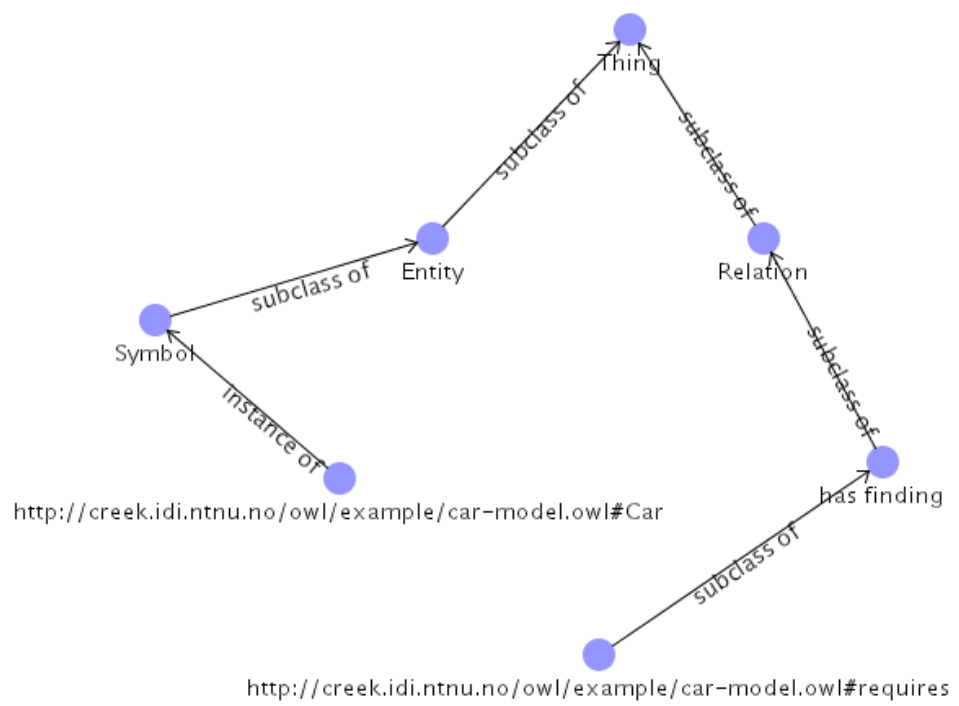 Thing
subclass of
subclass of
Entity
Relation
subclass of
Symbol
subclass of
instance of
has finding
http://creek.idi.ntnu.no/owl/example/car-model.owl#Car
subclass of
http://creek.idi.ntnu.no/owl/example/car-model.owl#requires